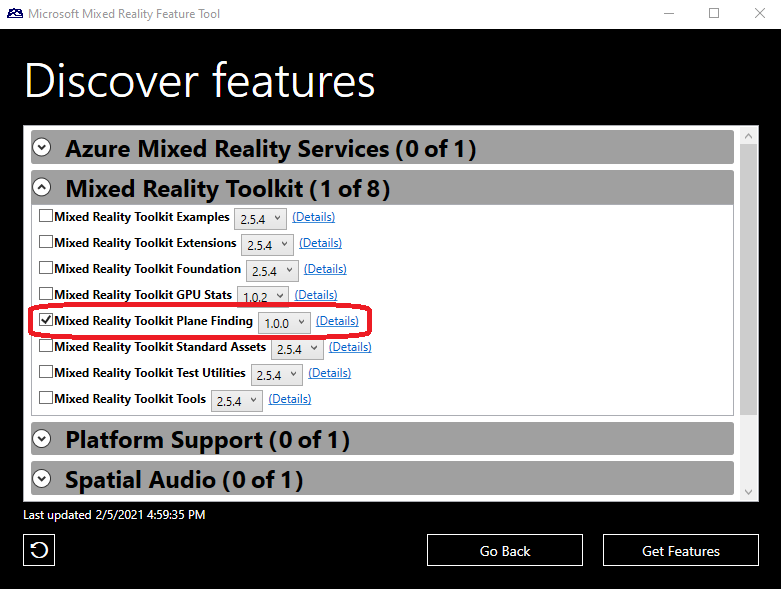 Microsoft Mixed Reality Feature Tool
Discover features
Azure Mixed Reality Services (0 of 1)
Mixed Reality Toolkit (1 of 8)
Mixed Reality Toolkit Examples 2.5.4 (Details)
Mixed Reality Toolkit Extensions 2.5.4 (Details)
Mixed Reality Toolkit Foundation 2.5.4 (Details)
Mixed Reality Toolkit GPU Stats 1.0.2 (Details)
Mixed Reality Toolkit Plane Finding 1.0.0 (Details)
Mixed Reality Toolkit Standard Assets 2.5.4 (Details)
Mixed Reality Toolkit Test Utilities 2.5.4 (Details)
Mixed Reality Toolkit Tools 2.5.4 (Details)
Platform Support (0 of 1)
Spatial Audio (0 of 1)
Last updated 2/5/2021 4:59:35 PM
Go Back Get Features